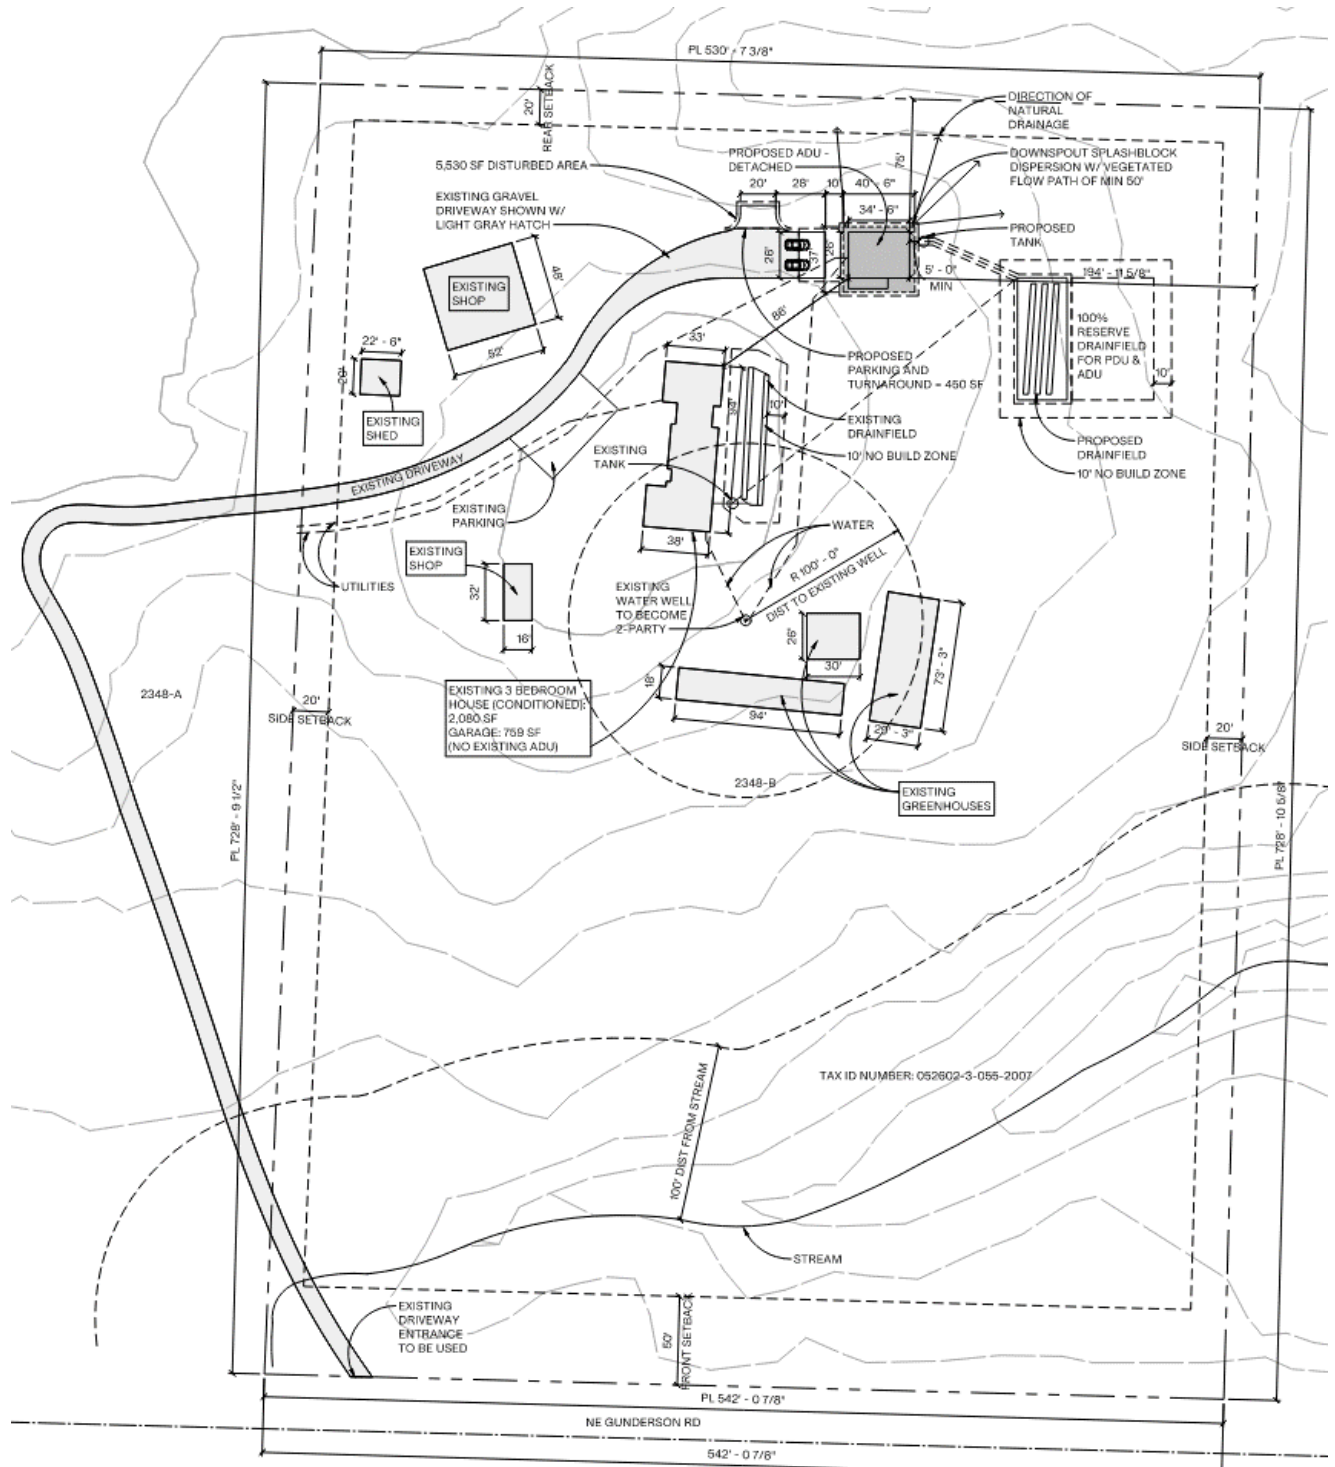 PL 530' - 7 3/8"
20'
REAR SETBACK
DIRECTION OF
NATURAL
DRAINAGE
75'
5,530 SF DISTURBED AREA
PROPOSED ADU -
DETACHED
DOWNSPOUT SPLASHBLOCK
DISPERSION W/ VEGETATED
FLOW PATH OF MIN 50'
EXISTING GRAVEL
DRIVEWAY SHOWN W/
LIGHT GRAY HATCH
20'
28'
10'
40' - 6"
34' - 6"
PROPOSED
TANK
26'
37'
26'
5' - 0"
MIN
194' - 11 5/8"
48'
EXISTING
SHOP
52'
86'
100%
RESERVE
DRAINFIELD
FOR PDU &
ADU
10'
22' - 6"
20'
33'
PROPOSED
PARKING AND
TURNAROUND = 450 SF
EXISTING
SHED
94'
10'
EXISTING
DRAINFIELD
PROPOSED
DRAINFIELD
EXISTING
TANK
10' NO BUILD ZONE
10' NO BUILD ZONE
EXISTING DRIVEWAY
EXISTING
PARKING
WATER
38'
EXISTING
SHOP
R 100' - 0"
DIST TO EXISTING WELL
UTILITIES
32'
16'
EXISTING
WATER WELL
TO BECOME
2-PARTY
26'
30'
73' - 3"
18'
94'
29' - 3"
2348-A
20'
SIDE SETBACK
EXISTING 3 BEDROOM
HOUSE (CONDITIONED):
2,080 SF
GARAGE: 759 SF
(NO EXISTING ADU)
20'
SIDE SETBACK
2348-B
EXISTING
GREENHOUSES
PL 728' - 9 1/2"
PL 728' - 10 5/8"
100' DIST FROM STREAM
TAX ID NUMBER: 052602-3-055-2007
STREAM
EXISTING
DRIVEWAY
ENTRANCE
TO BE USED
50'
FRONT SETBACK
PL 542' - 0 7/8"
NE GUNDERSON RD
542' - 0 7/8"